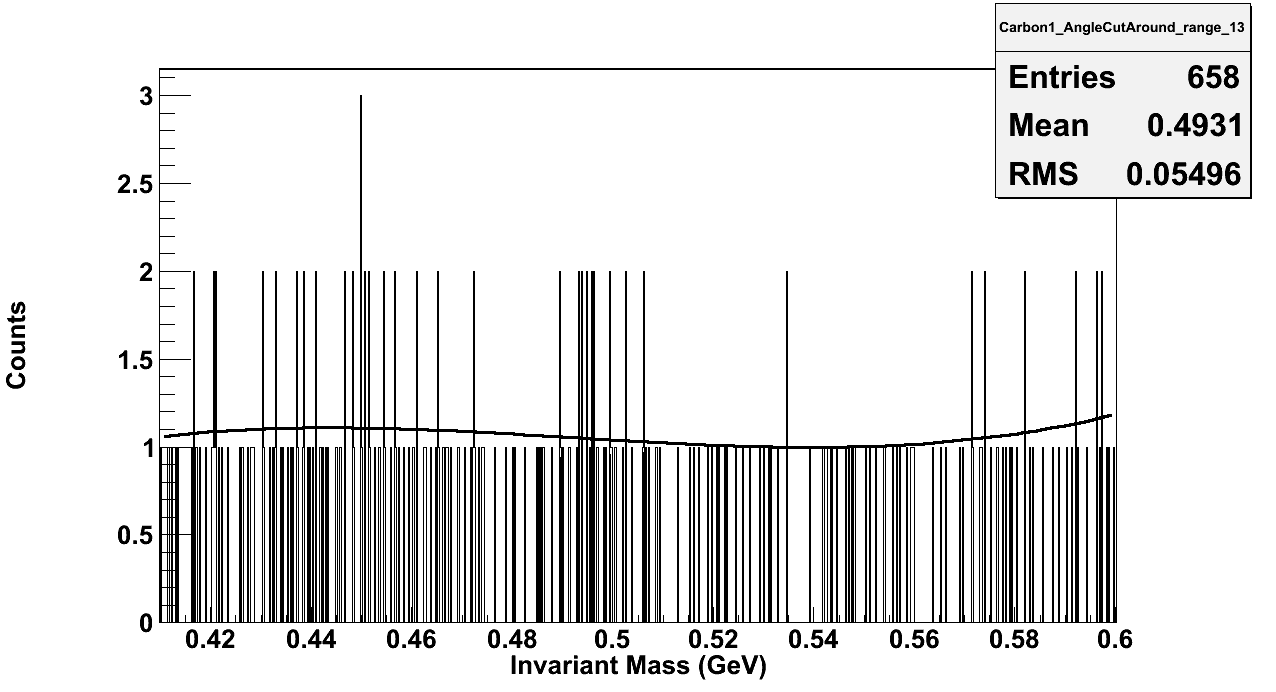 Carbon1_AngleCutAround_range_13
Entries 658
Mean 0.4931
RMS 0.05496
3
2.5
2
1.5
1
0.5
0
Counts
0.42 0.44 0.46 0.48 0.5 0.52 0.54 0.56 0.58 0.6
Invariant Mass (GeV)